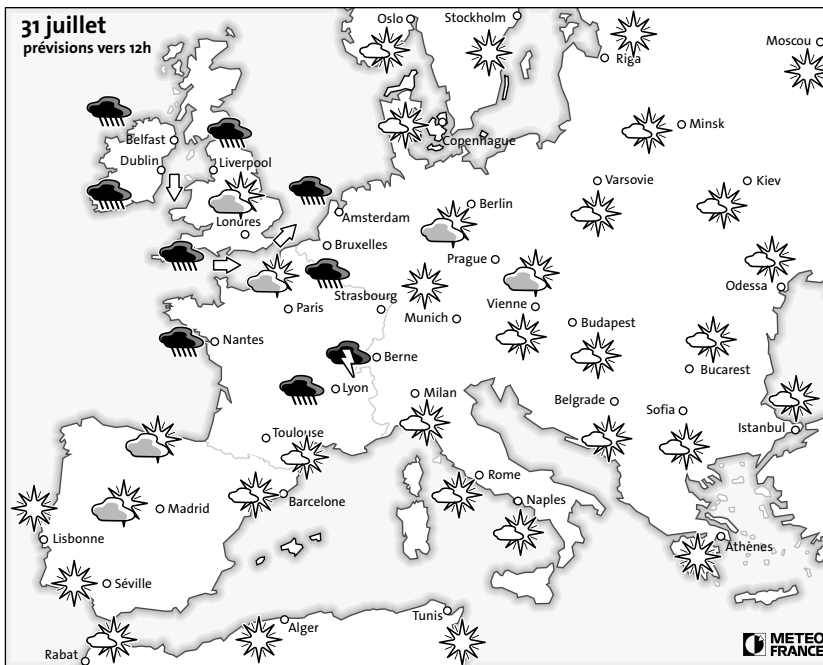 31 juillet
prévisions vers 12h
Oslo
Stockholm
Riga
Moscou
Belfast
Copenhague
Minsk
Dublin
Liverpool
Varsovie
Kiev
Londres
Amsterdam
Berlin
Bruxelles
Prague
Odessa
Paris
Strasbourg
Munich
Vienne
Nantes
Budapest
Berne
Bucarest
Lyon
Milan
Belgrade
Sofia
Istanbul
Toulouse
Rome
Madrid
Barcelone
Naples
Lisbonne
Athènes
Séville
Tunis
Alger
Rabat
METEO
FRANCE